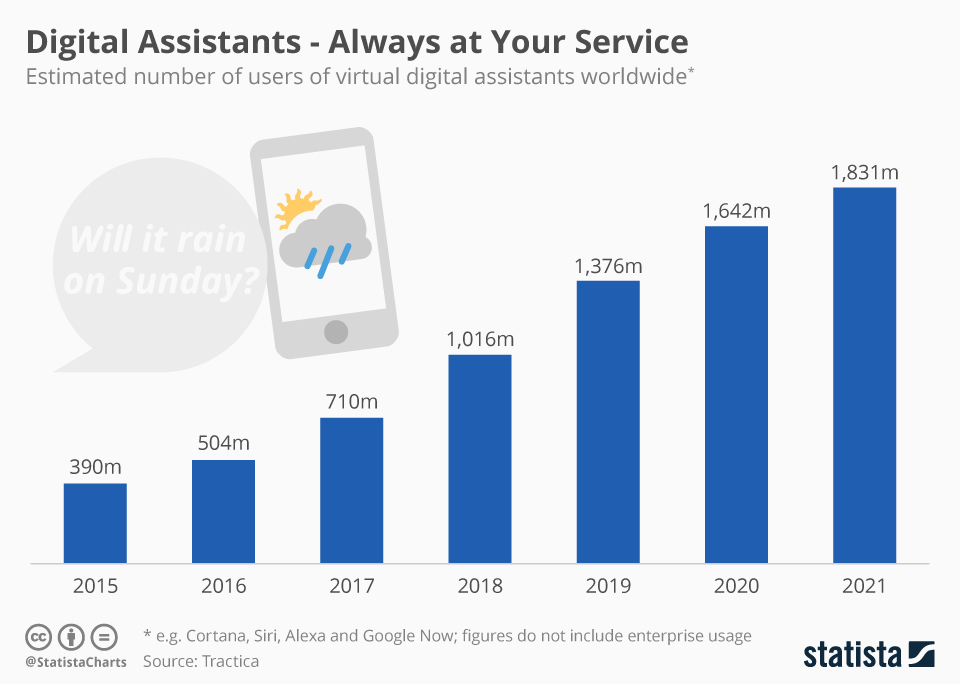 Digital Assistants - Always at Your Service
Estimated number of users of virtual digital assistants worldwide*
Will it rain
on Sunday?
390m
504m
710m
1,016m
1,376m
1,642m
1,831m
2015
2016
2017
2018
2019
2020
2021
cc
@StatistaCharts
* e.g. Cortana, Siri, Alexa and Google Now; figures do not include enterprise usage
Source: Tractica
statista